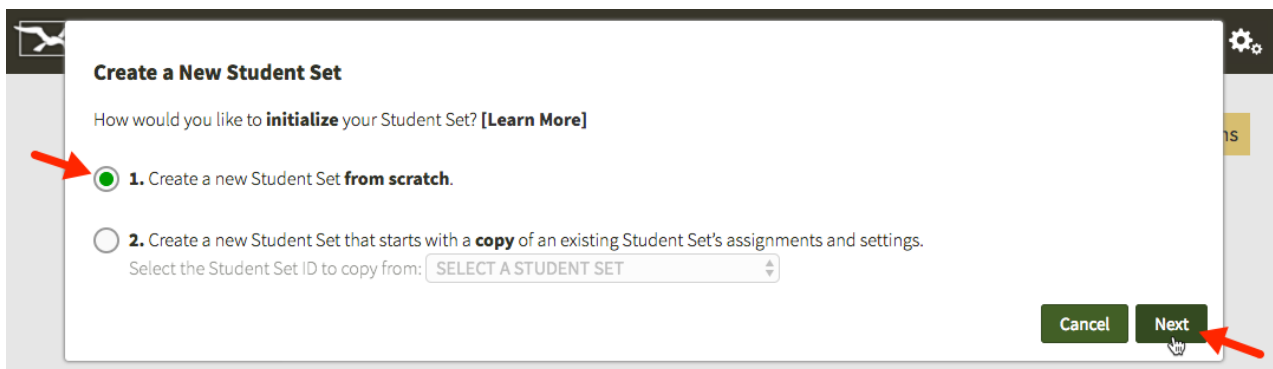 Create a New Student Set
How would you like to initialize your Student Set? [Learn More]
ns
1. Create a new Student Set from scratch.
2. Create a new Student Set that starts with a copy of an existing Student Set's assignments and settings.
Select the Student Set ID to copy from: SELECT A STUDENT SET
Cancel Next